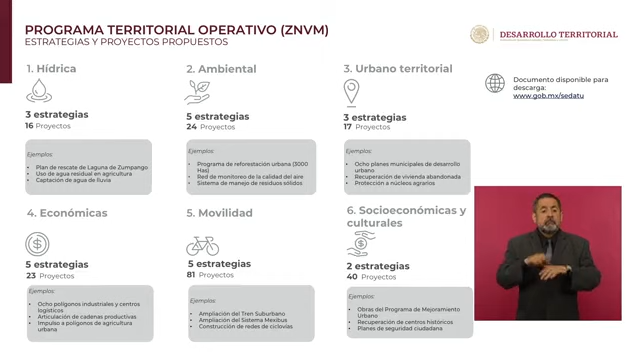 PROGRAMA TERRITORIAL OPERATIVO (ZNVM)
ESTRATEGIAS Y PROYECTOS PROPUESTOS
DESARROLLO TERRITORIAL
1. Hídrica
3 estrategias
16 Proyectos
Ejemplos:
• Plan de rescate de Laguna de Zumpango
• Uso de agua residual en agricultura
• Captación de agua de lluvia
2. Ambiental
5 estrategias
24 Proyectos
Ejemplos:
• Programa de reforestación urbana (3000
Has)
• Red de monitoreo de la calidad del aire
• Sistema de manejo de residuos sólidos
3. Urbano territorial
3 estrategias
17 Proyectos
Ejemplos:
• Ocho planes municipales de desarrollo
urbano
• Recuperación de vivienda abandonada
• Protección a núcleos agrarios
Documento disponible para
descarga:
www.gob.mx/sedatu
4. Económicas
5 estrategias
23 Proyectos
Ejemplos:
• Ocho polígonos industriales y centros
logísticos
• Articulación de cadenas productivas
• Impulso a polígonos de agricultura
urbana
5. Movilidad
5 estrategias
81 Proyectos
Ejemplos:
• Ampliación del Tren Suburbano
• Ampliación del Sistema Mexibus
• Construcción de redes de ciclovías
6. Socioeconómicas y
culturales
2 estrategias
40 Proyectos
Ejemplos:
• Obras del Programa de Mejoramiento
Urbano
• Recuperación de centros históricos
• Planes de seguridad ciudadana